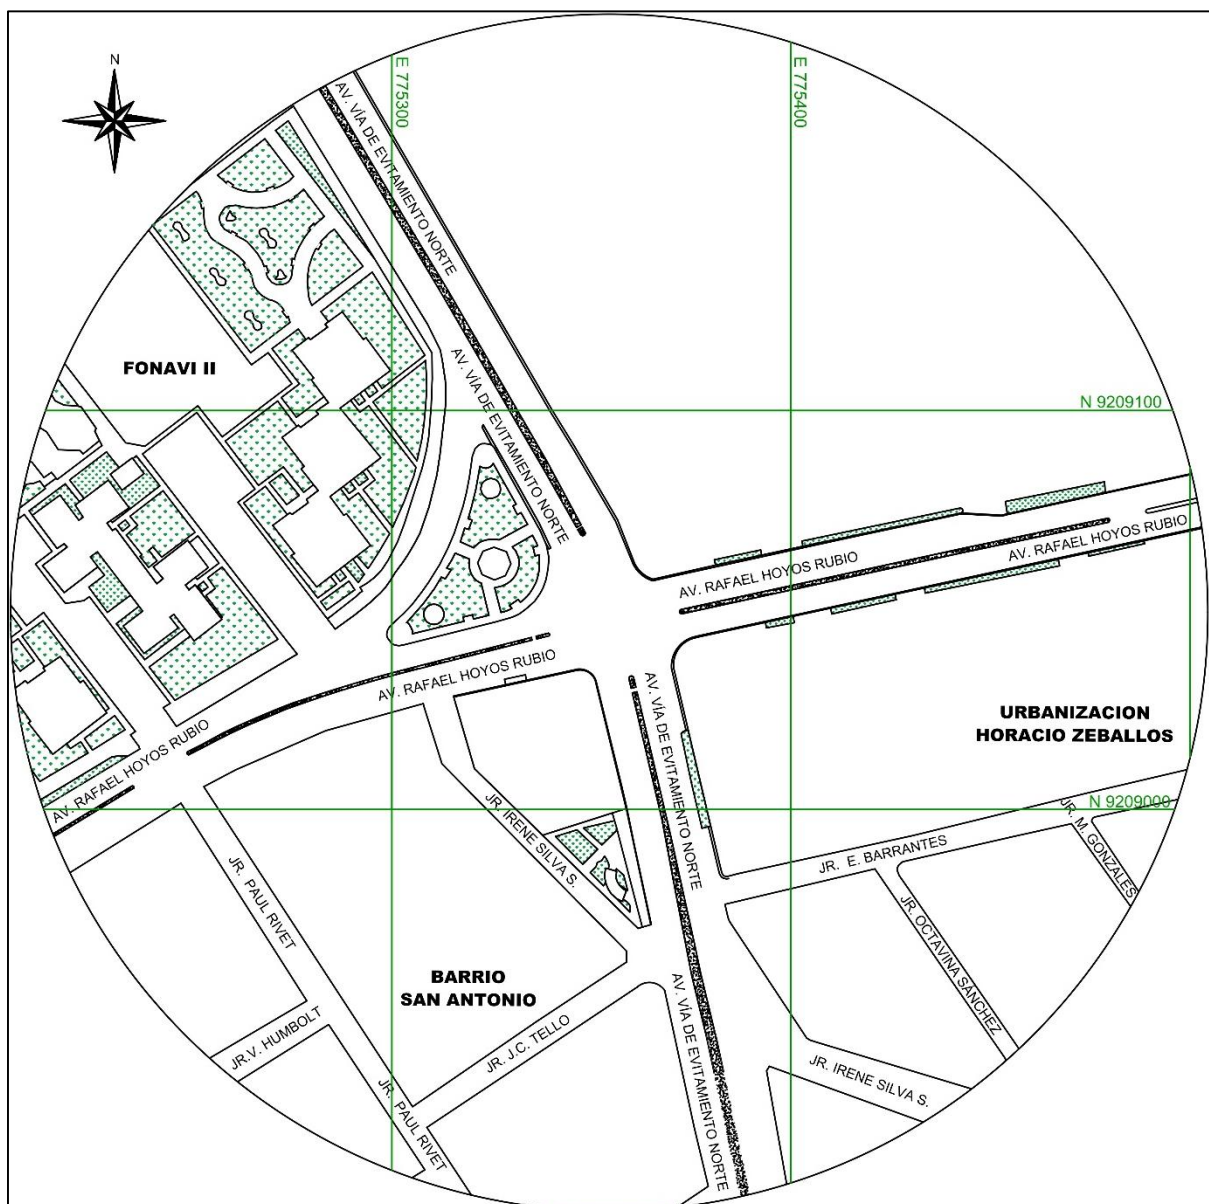 N
E 775300
E 775400
AV. VÍA DE EVITAMIENTO NORTE
AV. VÍA DE EVITAMIENTO NORTE
FONAVI II
N 9209100
AV. RAFAEL HOYOS RUBIO
AV. RAFAEL HOYOS RUBIO
AV. RAFAEL HOYOS RUBIO
AV. RAFAEL HOYOS RUBIO
URBANIZACION
HORACIO ZEBALLOS
AV. VÍA DE EVITAMIENTO NORTE
N 9209000
JR. IRENE SILVA S.
JR. M. GONZALES
JR. E. BARRANTES
JR. PAUL RIVET
JR. OCTAVINA SÁNCHEZ
BARRIO
SAN ANTONIO
AV. VÍA DE EVITAMIENTO NORTE
JR.V. HUMBOLT
JR. J.C. TELLO
JR. IRENE SILVA S.
JR. PAUL RIVET